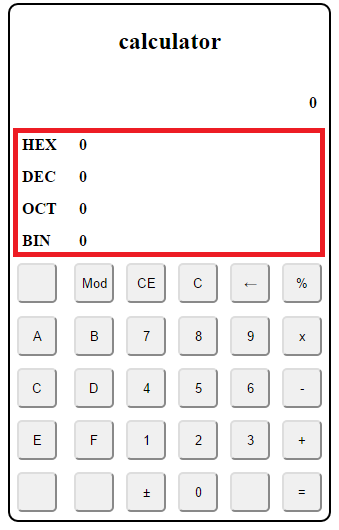 calculator
0
HEX 0
DEC 0
OCT 0
BIN 0
Mod CE C ← %
A B 7 8 9 x
C D 4 5 6 -
E F 1 2 3 +
± 0 =